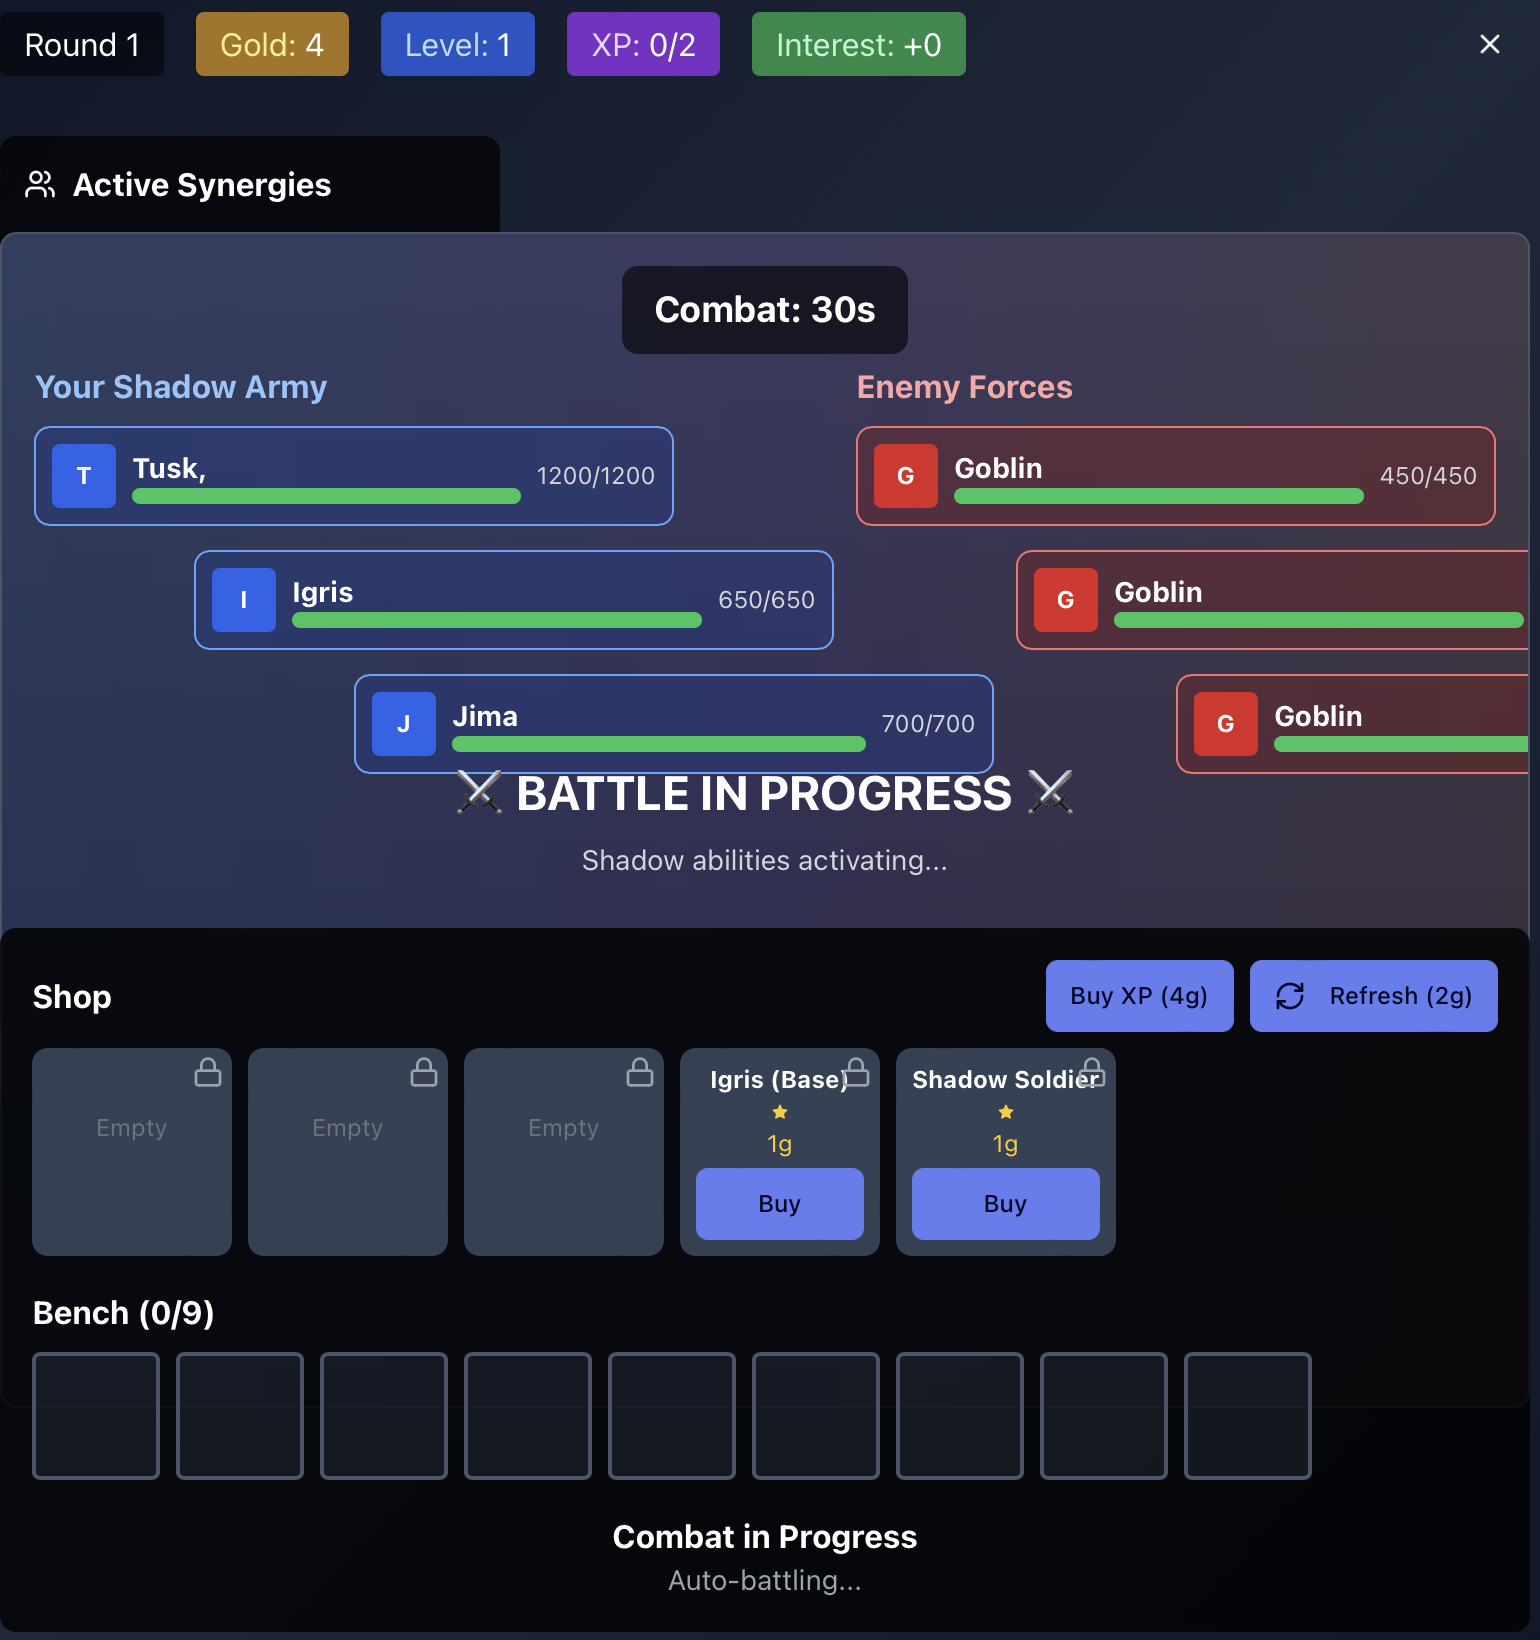 Round 1
Gold: 4
Level: 1
XP: 0/2
Interest: +0
Active Synergies
Combat: 30s
Your Shadow Army
Enemy Forces
T
Tusk,
1200/1200
G
Goblin
450/450
I
Igris
650/650
G
Goblin
J
Jima
700/700
G
Goblin
⚔️ BATTLE IN PROGRESS ⚔️
Shadow abilities activating...
Shop
Buy XP (4g)
Refresh (2g)
Empty
Empty
Empty
Igris (Base)
1g
Buy
Shadow Soldier
1g
Buy
Bench (0/9)
Combat in Progress
Auto-battling...